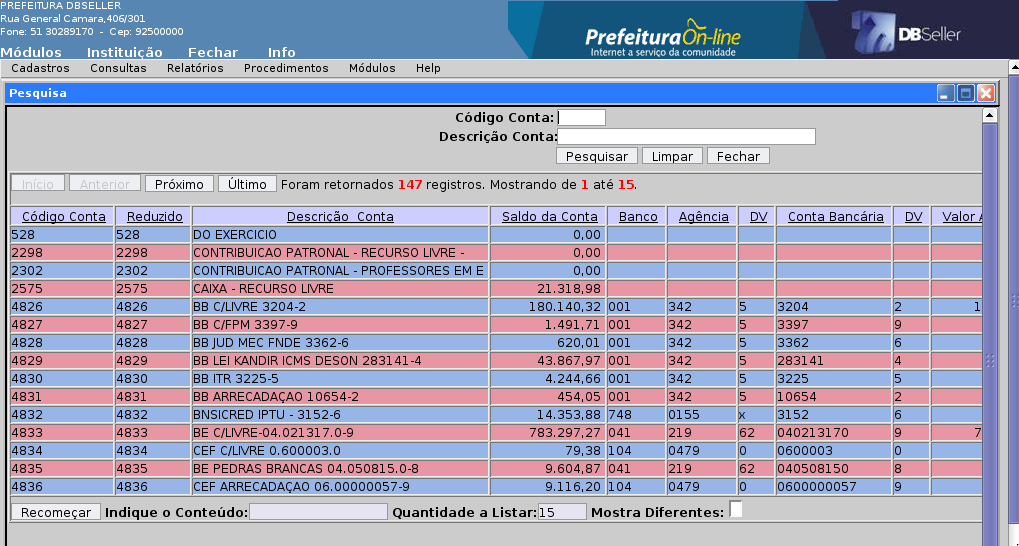 PREFEITURA DBSELLER
Rua General Camara,406/301
Fone: 51 30289170 - Cep: 92500000
Prefeitura On-line
Internet a serviço da comunidade
DBSeller
Módulos Instituição Fechar Info
Cadastros Consultas Relatórios Procedimentos Módulos Help
Pesquisa
Código Conta:
Descrição Conta:
Pesquisar Limpar Fechar
Início Anterior Próximo Último Foram retornados 147 registros. Mostrando de 1 até 15.
Código Conta Reduzido Descrição Conta Saldo da Conta Banco Agência DV Conta Bancária DV Valor A
528 528 DO EXERCICIO 0,00
2298 2298 CONTRIBUICAO PATRONAL - RECURSO LIVRE - 0,00
2302 2302 CONTRIBUICAO PATRONAL - PROFESSORES EM E 0,00
2575 2575 CAIXA - RECURSO LIVRE 21.318,98
4826 4826 BB C/LIVRE 3204-2 180.140,32 001 342 5 3204 2 1
4827 4827 BB C/FPM 3397-9 1.491,71 001 342 5 3397 9
4828 4828 BB JUD MEC FNDE 3362-6 620,01 001 342 5 3362 6
4829 4829 BB LEI KANDIR ICMS DESON 283141-4 43.867,97 001 342 5 283141 4
4830 4830 BB ITR 3225-5 4.244,66 001 342 5 3225 5
4831 4831 BB ARRECADAÇAO 10654-2 454,05 001 342 5 10654 2
4832 4832 BNSICRED IPTU - 3152-6 14.353,88 748 0155 x 3152 6
4833 4833 BE C/LIVRE-04.021317.0-9 783.297,27 041 219 62 040213170 9 7
4834 4834 CEF C/LIVRE 0.600003.0 79,38 104 0479 0 0600003 0
4835 4835 BE PEDRAS BRANCAS 04.050815.0-8 9.604,87 041 219 62 040508150 8
4836 4836 CEF ARRECADAÇAO 06.00000057-9 9.116,20 104 0479 0 0600000057 9
Recomeçar Indique o Conteúdo: Quantidade a Listar: 15 Mostra Diferentes: